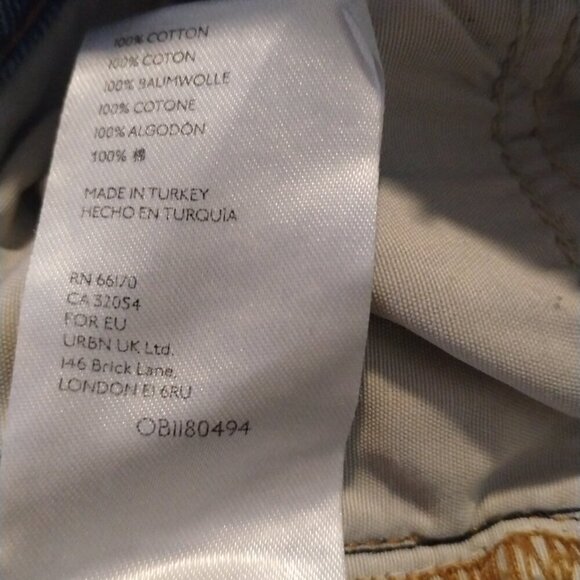 100% COTTON
100% COTON
100% BAUMWOLLE
100% COTONE
100% ALGODÓN
100% 棉
MADE IN TURKEY
HECHO EN TURQUÍA
RN 66170
CA 32054
FOR EU
URBN UK Ltd.
146 Brick Lane,
LONDON E1 6RU
OB1180494